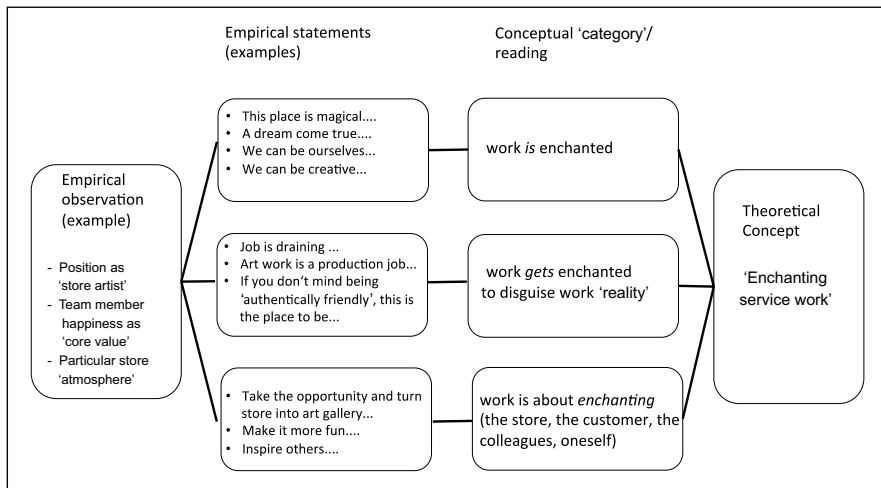 Empirical statements
(examples)
Conceptual ‘category’/
reading
Empirical
observation
(example)
- Position as
‘store artist’
- Team member
happiness as
‘core value’
- Particular store
‘atmosphere’
• This place is magical....
• A dream come true....
• We can be ourselves...
• We can be creative...
work is enchanted
• Job is draining ...
• Art work is a production job...
• If you don’t mind being
‘authentically friendly’, this is
the place to be...
work gets enchanted
to disguise work ‘reality’
• Take the opportunity and turn
store into art gallery...
• Make it more fun....
• Inspire others....
work is about enchanting
(the store, the customer, the
colleagues, oneself)
Theoretical
Concept
‘Enchanting
service work’